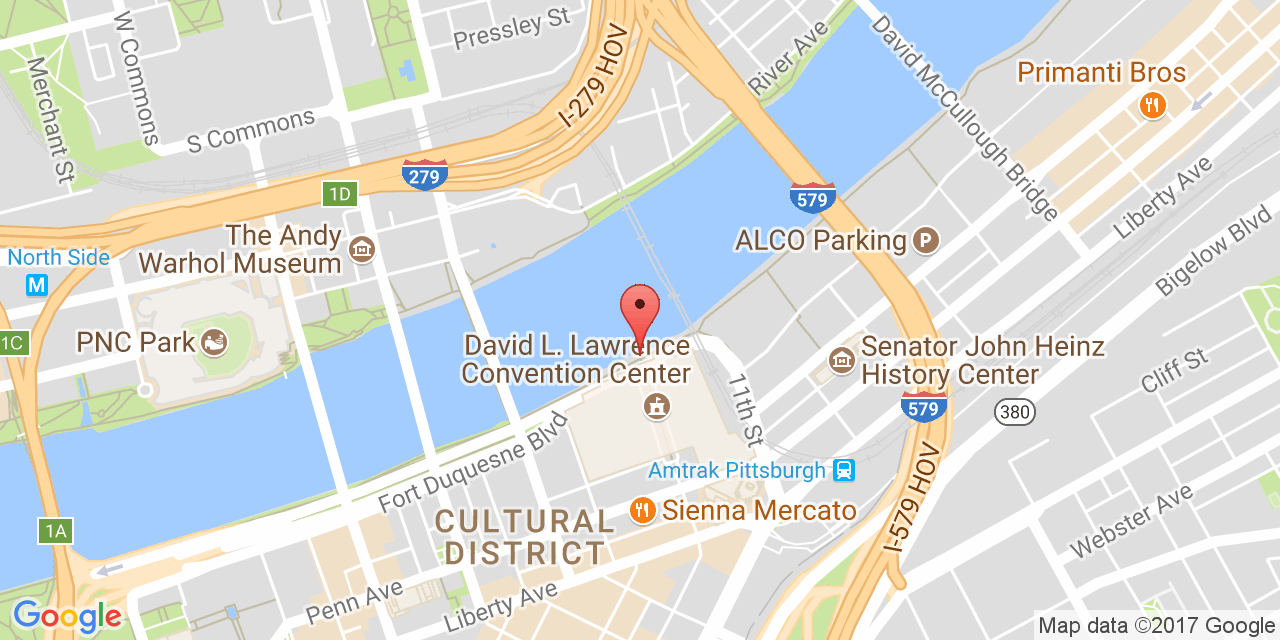 Pressley St
W Commons
Merchant St
S Commons
I-279 HOV
River Ave
David McCullough Bridge
Primanti Bros
279
1D
579
Liberty Ave
Bigelow Blvd
The Andy
Warhol Museum
ALCO Parking
P
North Side
M
1C
PNC Park
David L. Lawrence
Convention Center
Senator John Heinz
History Center
11th St
Cliff St
579
380
Fort Duquesne Blvd
Amtrak Pittsburgh
Sienna Mercato
CULTURAL
DISTRICT
I-579 HOV
Webster Ave
1A
Penn Ave
Liberty Ave
Google
Map data ©2017 Google